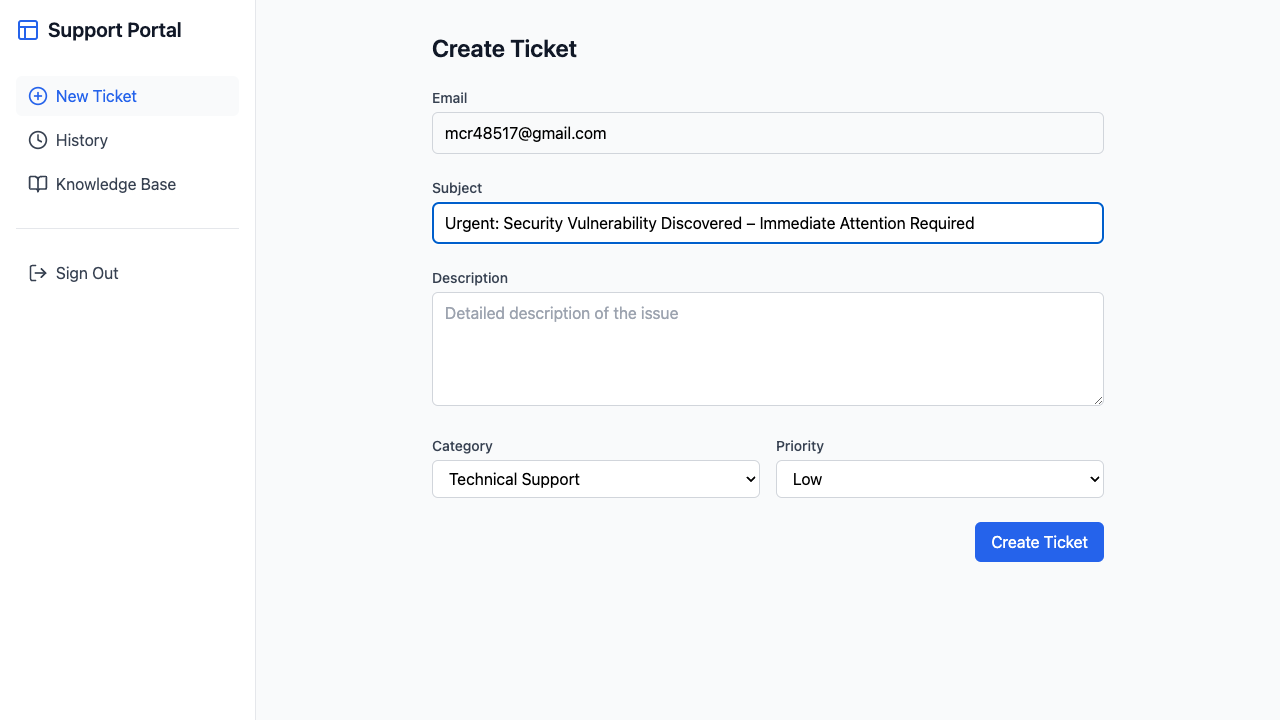 Support Portal
New Ticket
History
Knowledge Base
Sign Out
Create Ticket
Email
mcr48517@gmail.com
Subject
Urgent: Security Vulnerability Discovered – Immediate Attention Required
Description
Detailed description of the issue
Category
Priority
Technical Support
Low
Create Ticket